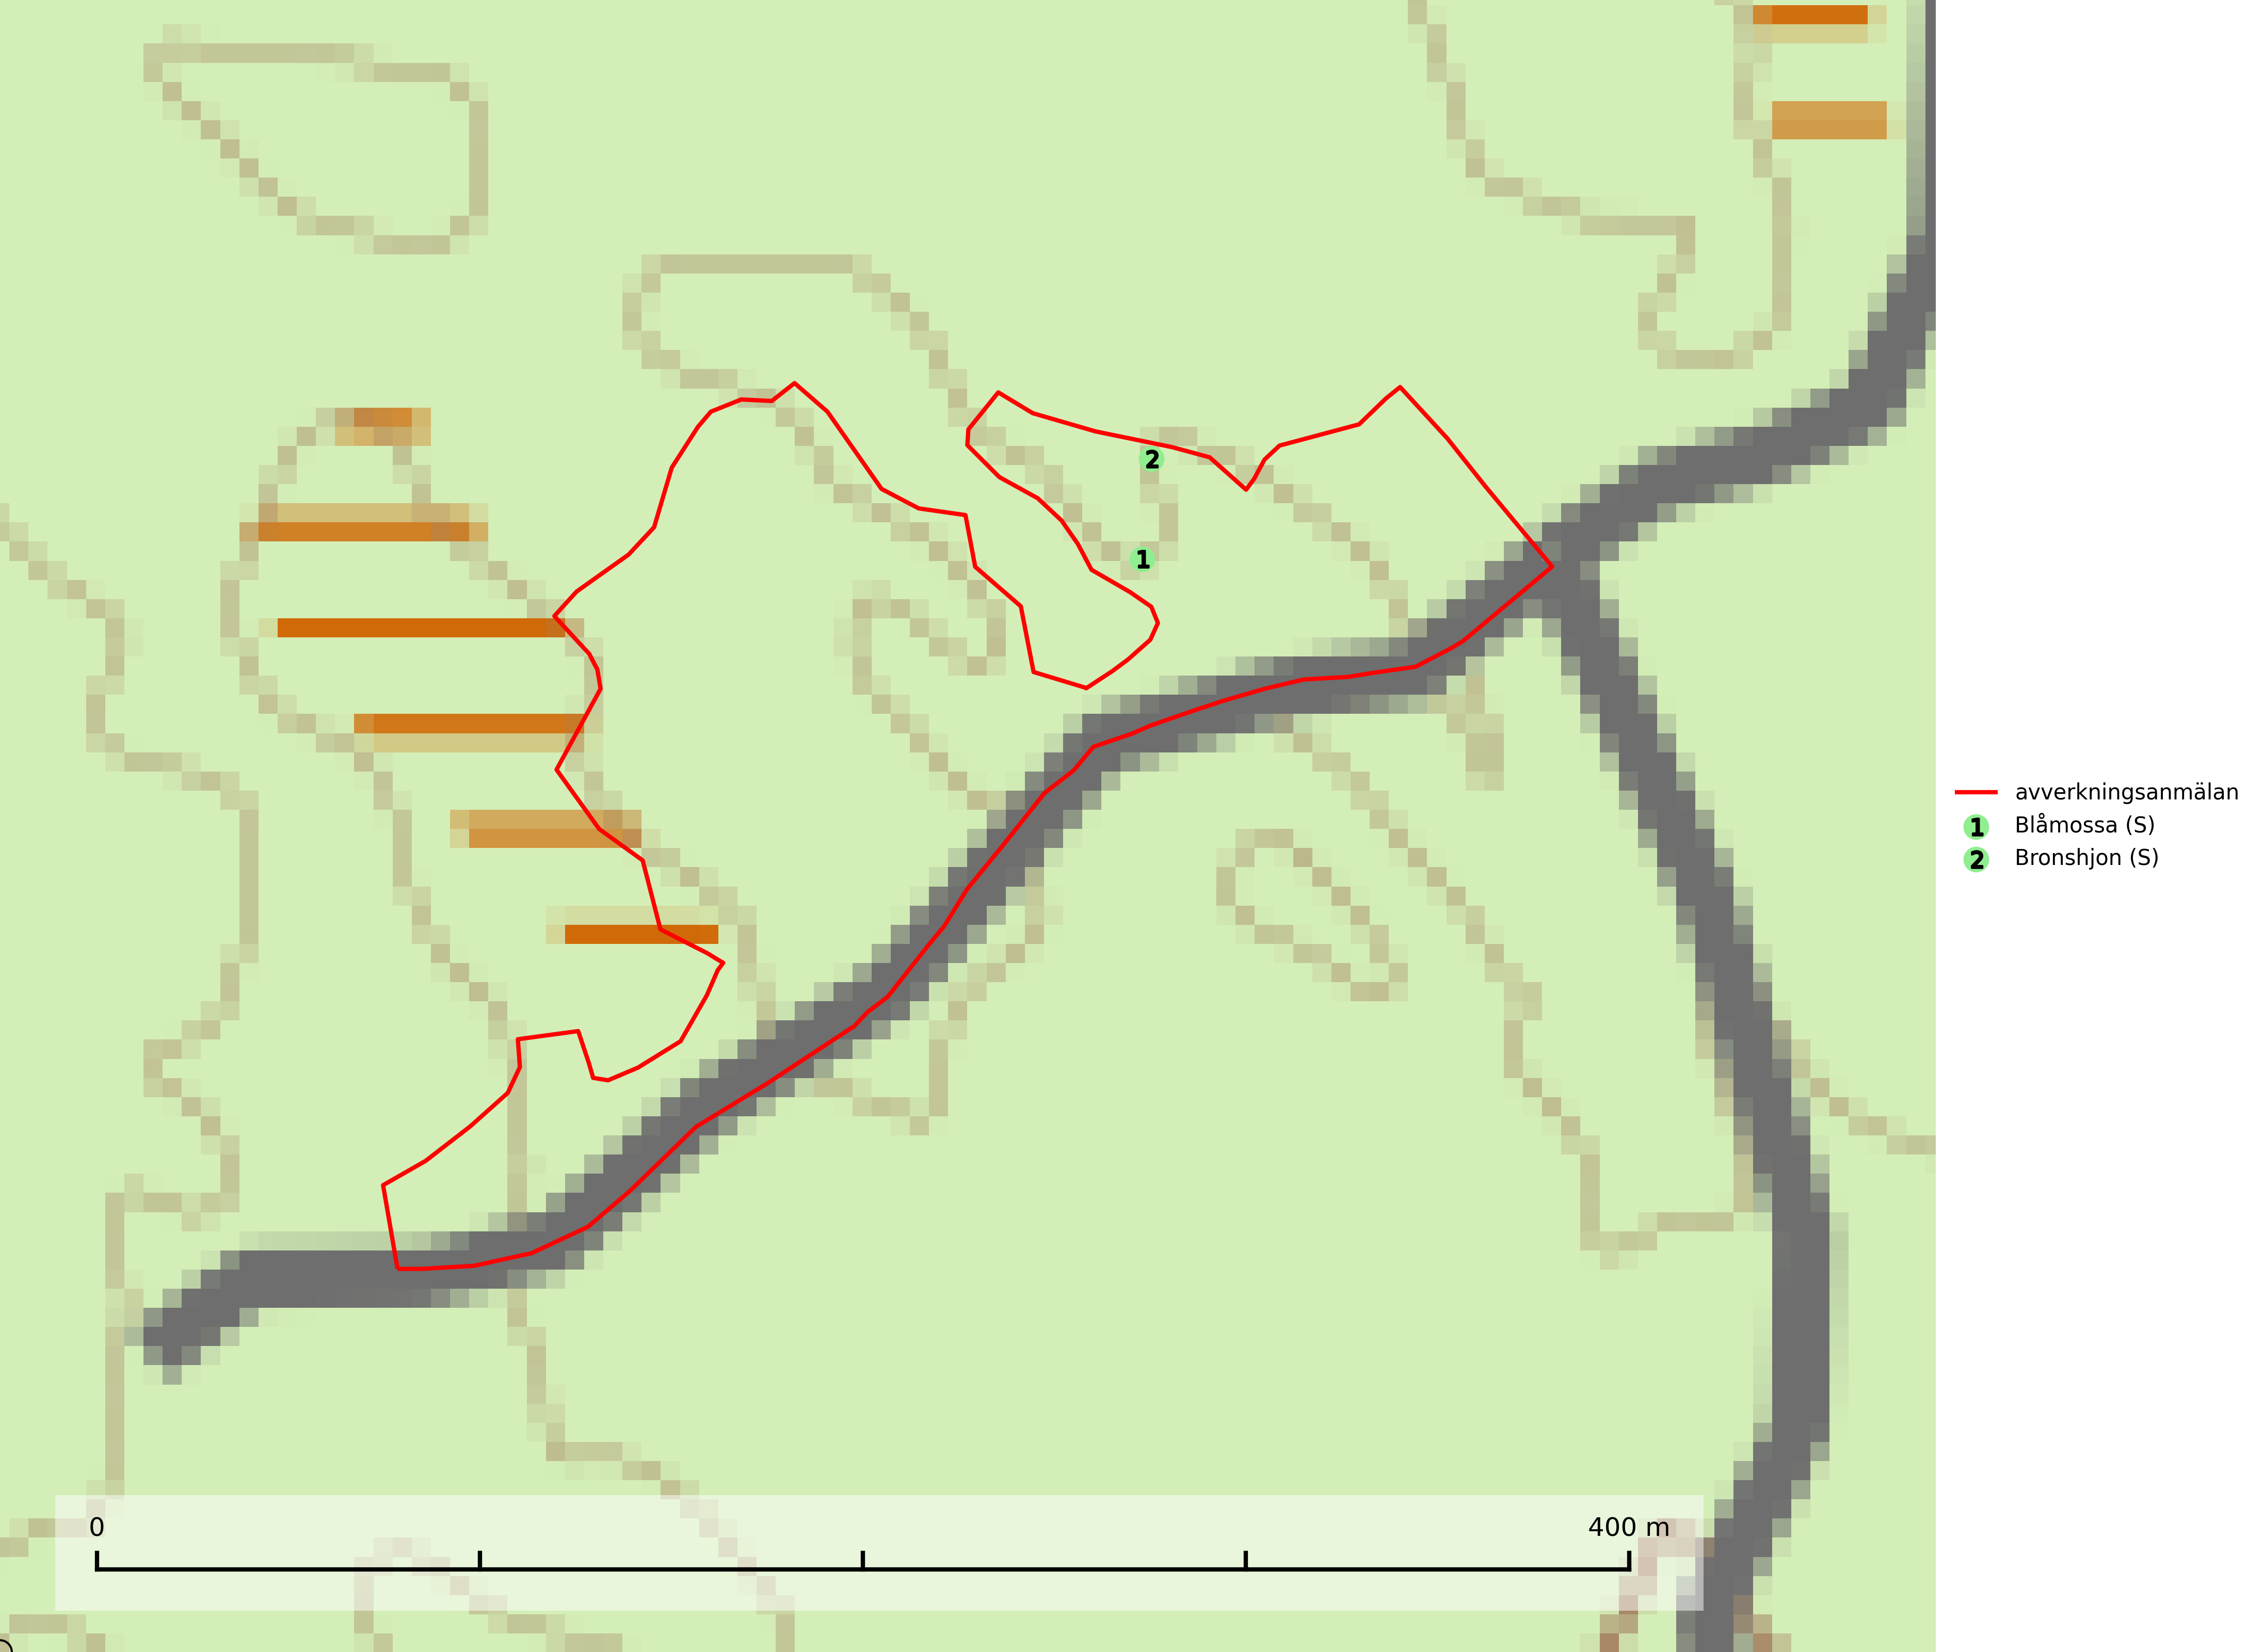 2
1
avverkningsanmälan
1 Blåmossa (S)
2 Bronshjon (S)
0 400 m